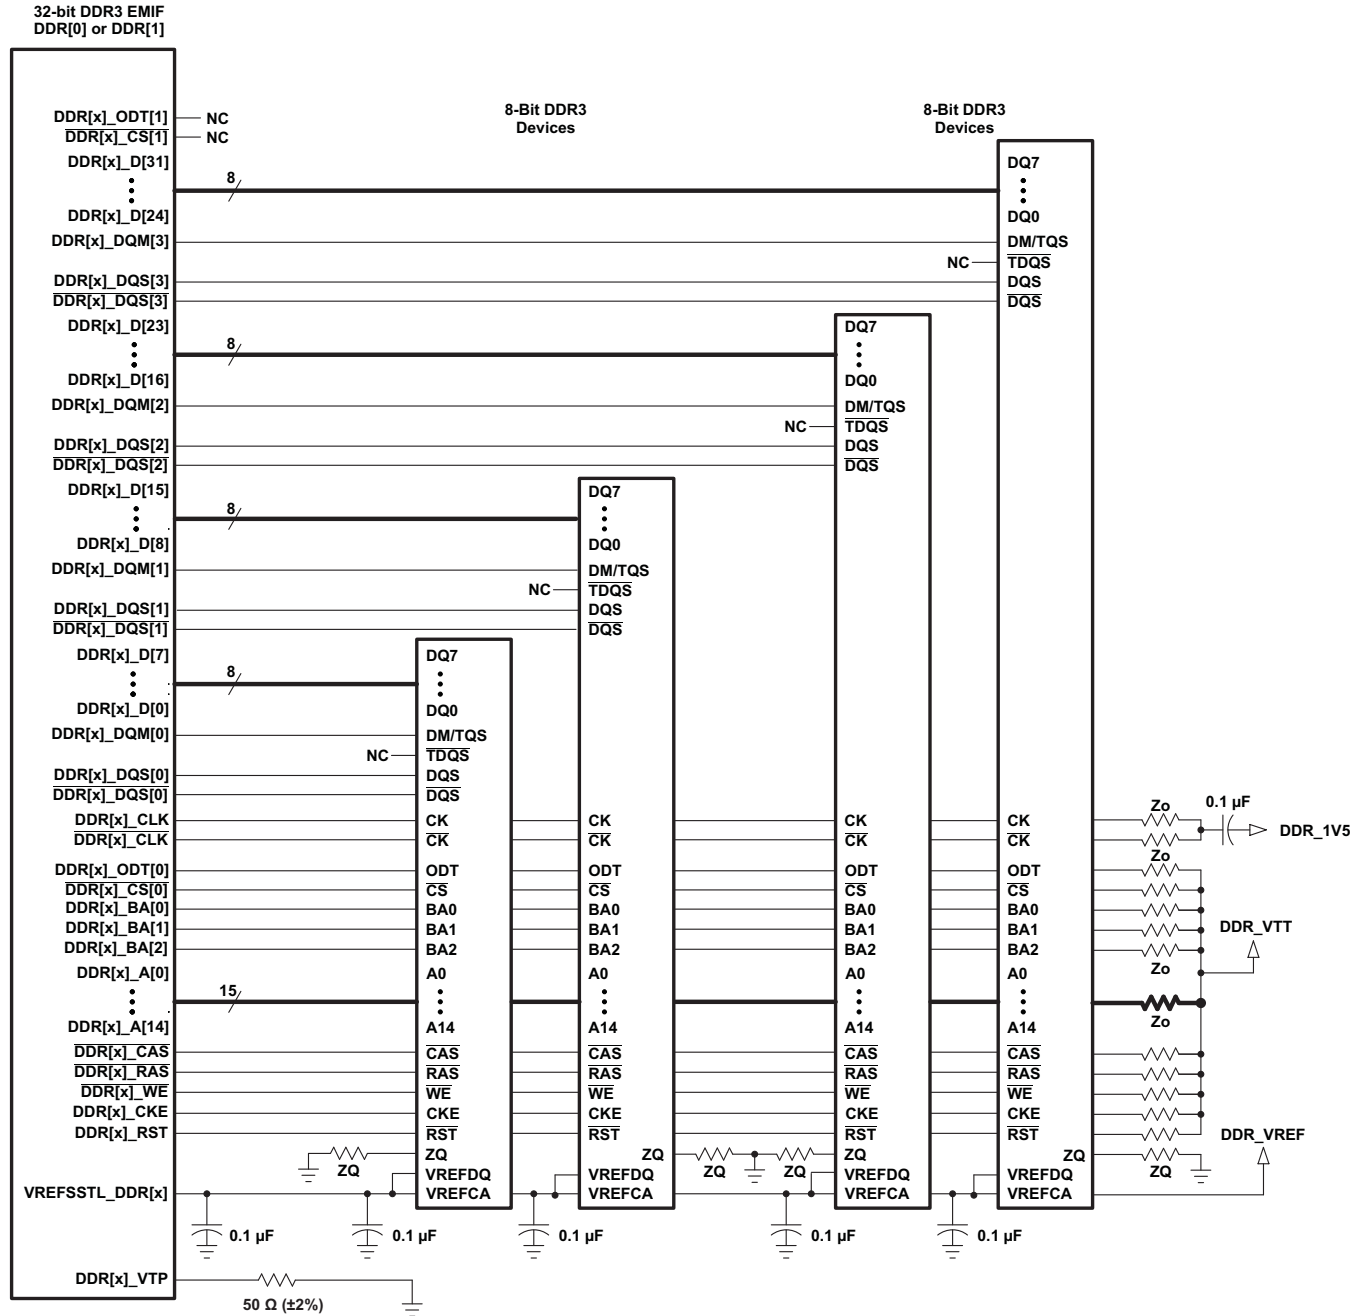 32-bit DDR3 EMIF
DDR[0] or DDR[1]
8-Bit DDR3
Devices
8-Bit DDR3
Devices
DDR[x]_ODT[1]
NC
DDR[x]_CS[1]
NC
DDR[x]_D[31]
8
DDR[x]_D[24]
DDR[x]_DQM[3]
DDR[x]_DQS[3]
DDR[x]_DQS[3]
DQ7
DQ0
DM/TQS
NC
TDQS
DQS
DQS
DDR[x]_D[23]
8
DDR[x]_D[16]
DDR[x]_DQM[2]
DDR[x]_DQS[2]
DDR[x]_DQS[2]
DQ7
DQ0
DM/TQS
NC
TDQS
DQS
DQS
DDR[x]_D[15]
8
DDR[x]_D[8]
DDR[x]_DQM[1]
DDR[x]_DQS[1]
DDR[x]_DQS[1]
DQ7
DQ0
DM/TQS
NC
TDQS
DQS
DQS
DDR[x]_D[7]
8
DDR[x]_D[0]
DDR[x]_DQM[0]
DDR[x]_DQS[0]
DDR[x]_DQS[0]
DQ7
DQ0
DM/TQS
NC
TDQS
DQS
DQS
DDR[x]_CLK
CK CK CK CK
Zo
0.1 µF
DDR_1V5
DDR[x]_CLK
CK CK CK CK
Zo
DDR[x]_ODT[0]
ODT ODT ODT ODT
DDR[x]_CS[0]
CS CS CS CS
DDR[x]_BA[0]
BA0 BA0 BA0 BA0
DDR[x]_BA[1]
BA1 BA1 BA1 BA1
DDR_VTT
DDR[x]_BA[2]
BA2 BA2 BA2 BA2
Zo
DDR[x]_A[0]
A0 A0 A0 A0
15
Zo
DDR[x]_A[14]
A14 A14 A14 A14
DDR[x]_CAS
CAS CAS CAS CAS
DDR[x]_RAS
RAS RAS RAS RAS
DDR[x]_WE
WE WE WE WE
DDR[x]_CKE
CKE CKE CKE CKE
DDR[x]_RST
RST RST RST RST
DDR_VREF
ZQ ZQ ZQ ZQ
ZQ ZQ ZQ ZQ
VREFDQ VREFDQ VREFDQ VREFDQ
VREFSSTL_DDR[x]
VREFCA VREFCA VREFCA VREFCA
0.1 µF 0.1 µF 0.1 µF 0.1 µF 0.1 µF
DDR[x]_VTP
50 Ω (±2%)